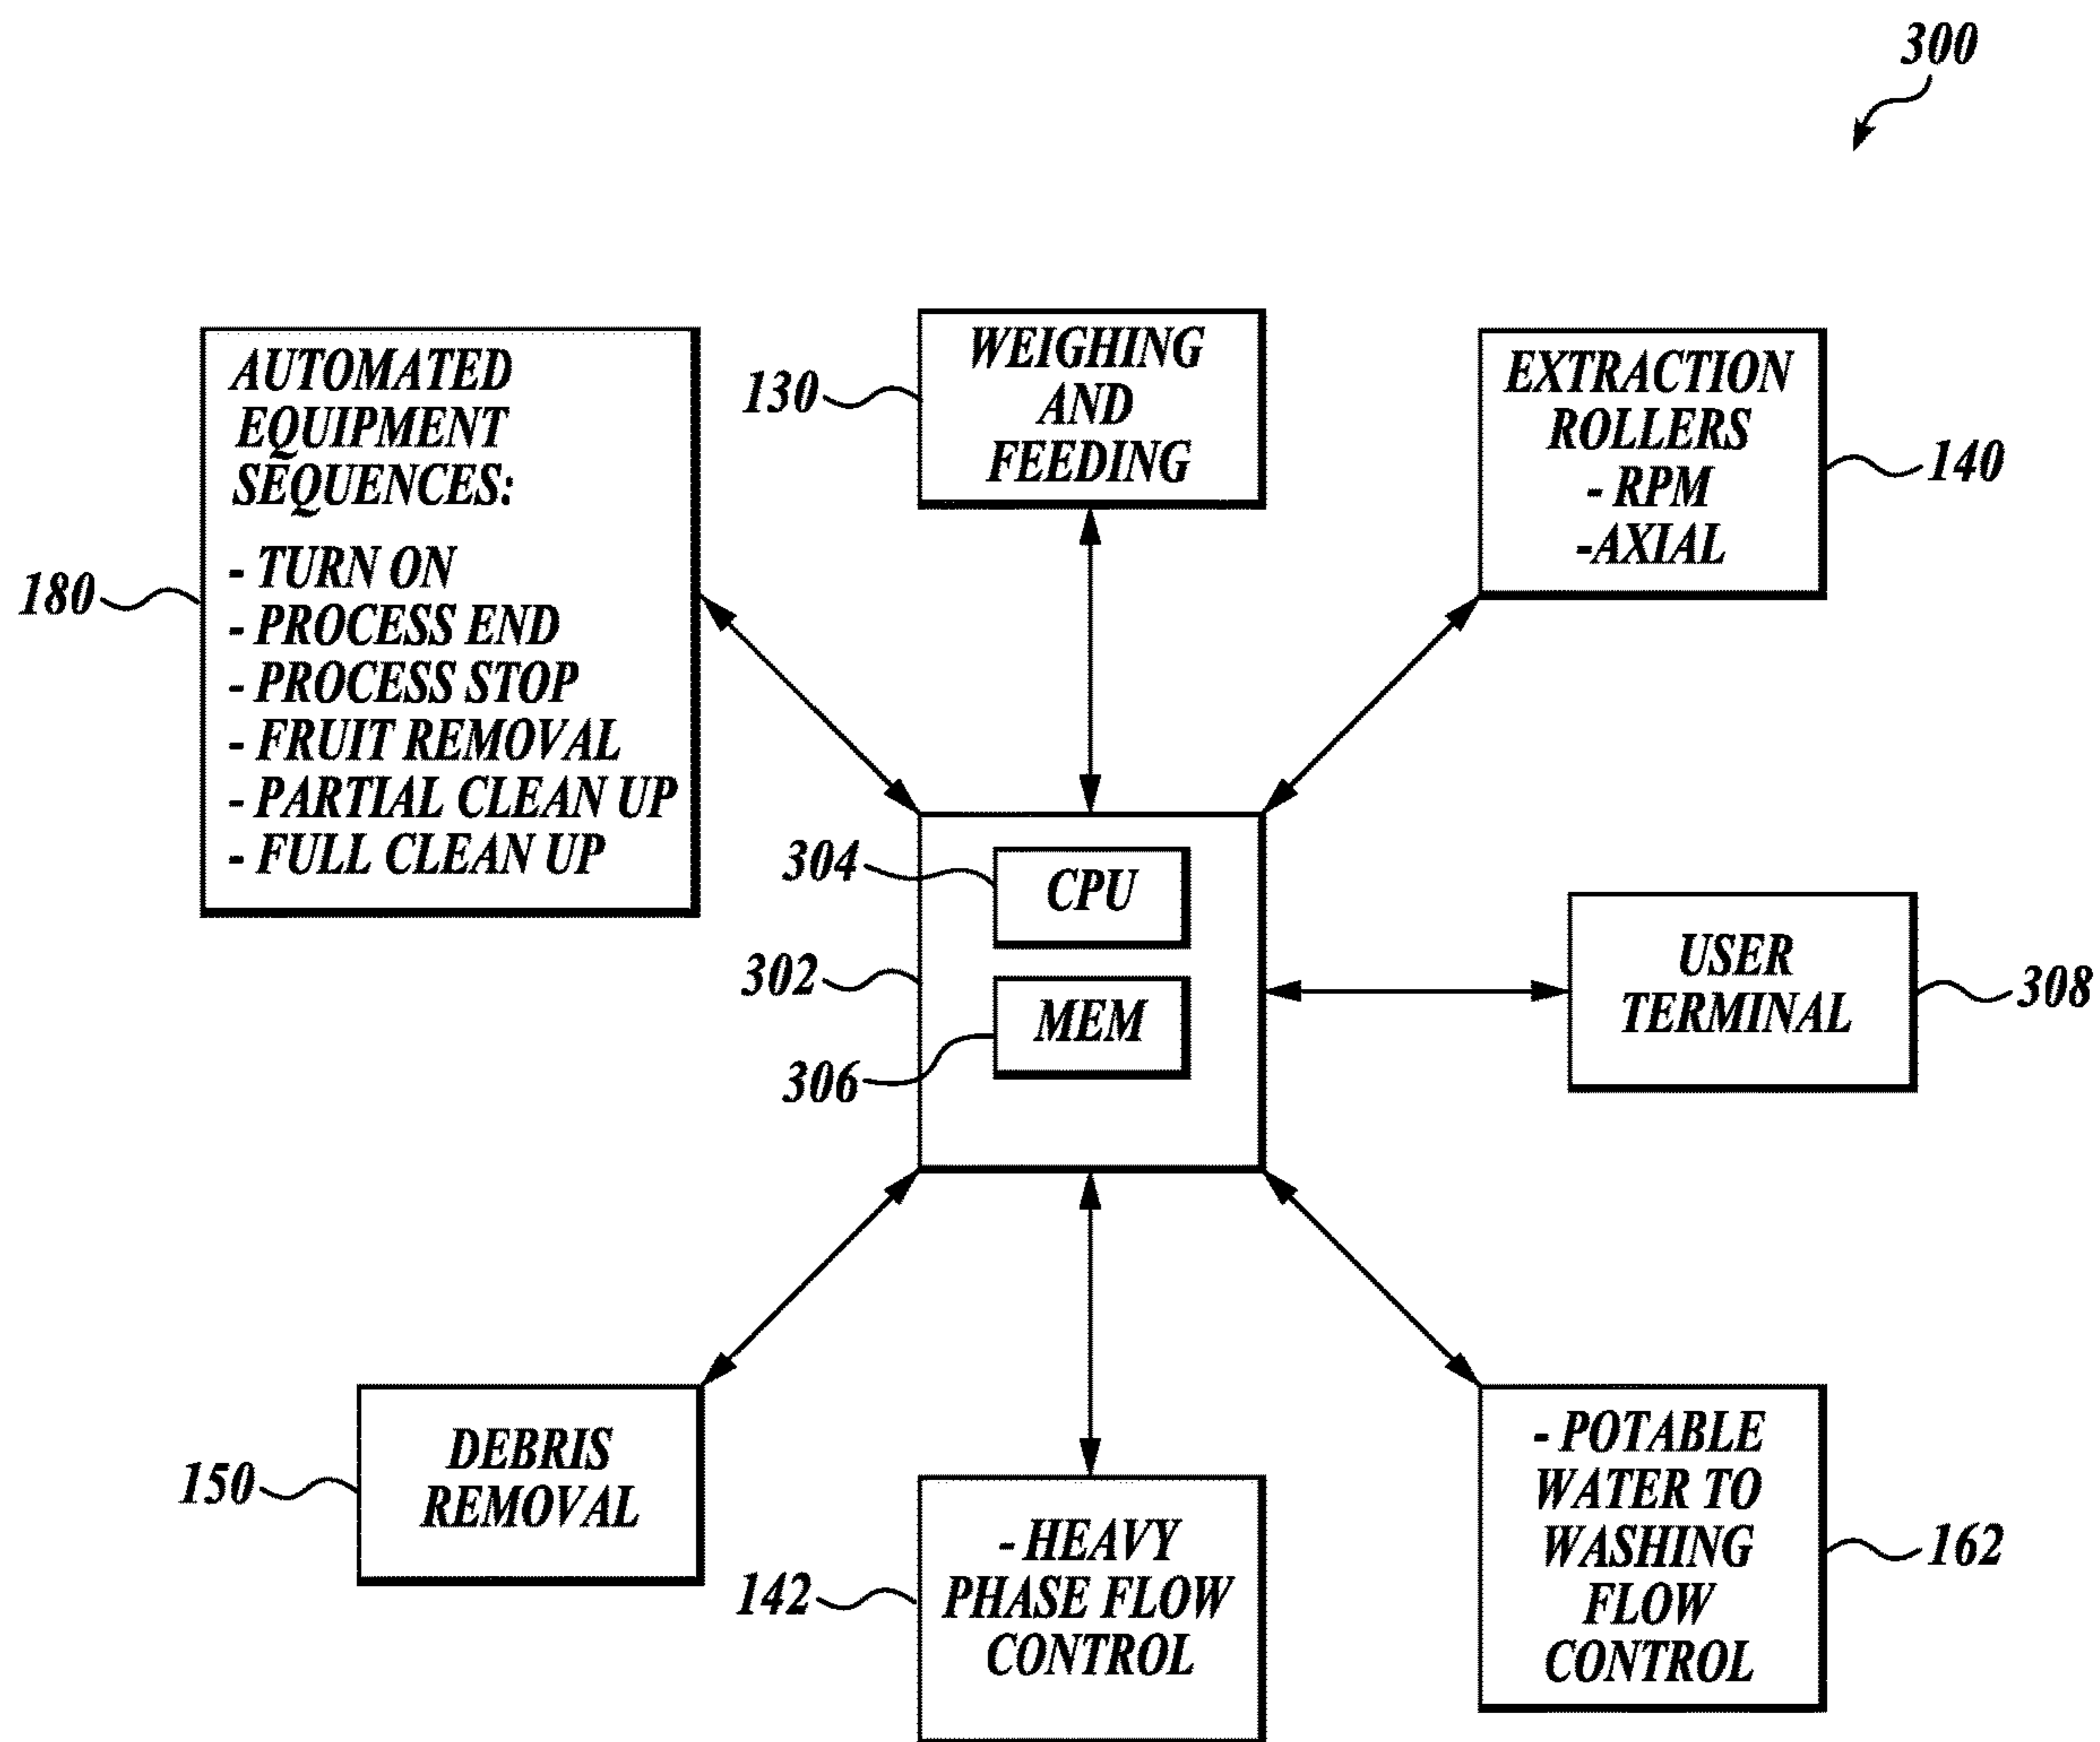 300
AUTOMATED
EQUIPMENT
SEQUENCES:
- TURN ON
- PROCESS END
- PROCESS STOP
- FRUIT REMOVAL
- PARTIAL CLEAN UP
- FULL CLEAN UP
180
WEIGHING
AND
FEEDING
130
EXTRACTION
ROLLERS
- RPM
-AXIAL
140
304
CPU
302
MEM
306
USER
TERMINAL
308
DEBRIS
REMOVAL
150
- HEAVY
PHASE FLOW
CONTROL
142
- POTABLE
WATER TO
WASHING
FLOW
CONTROL
162